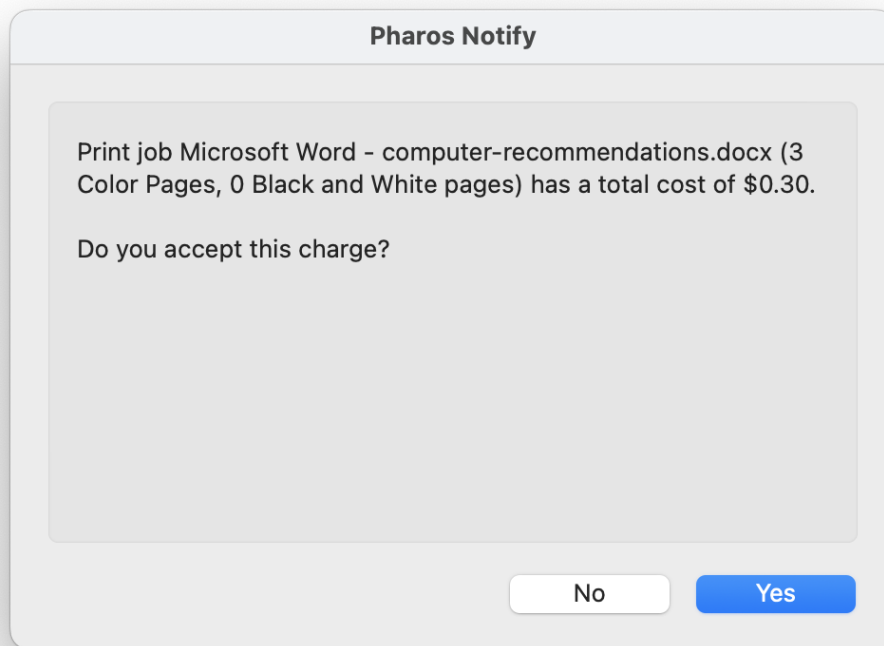 Pharos Notify
Print job Microsoft Word - computer-recommendations.docx (3
Color Pages, 0 Black and White pages) has a total cost of $0.30.
Do you accept this charge?
No
Yes